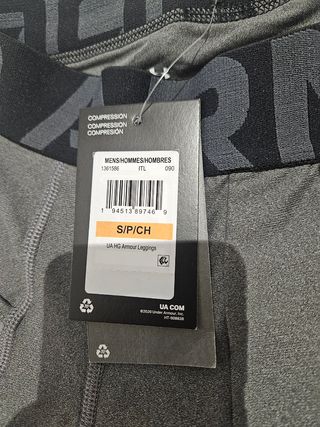 COMPRESSION
COMPRESSION
COMPRESIÓN
MENS/HOMMES/HOMBRES
1361586 ITL 090
1 94513 89746 9
S/P/CH
UA HG Armour Leggings
UA.COM
©2020 Under Armour, Inc.